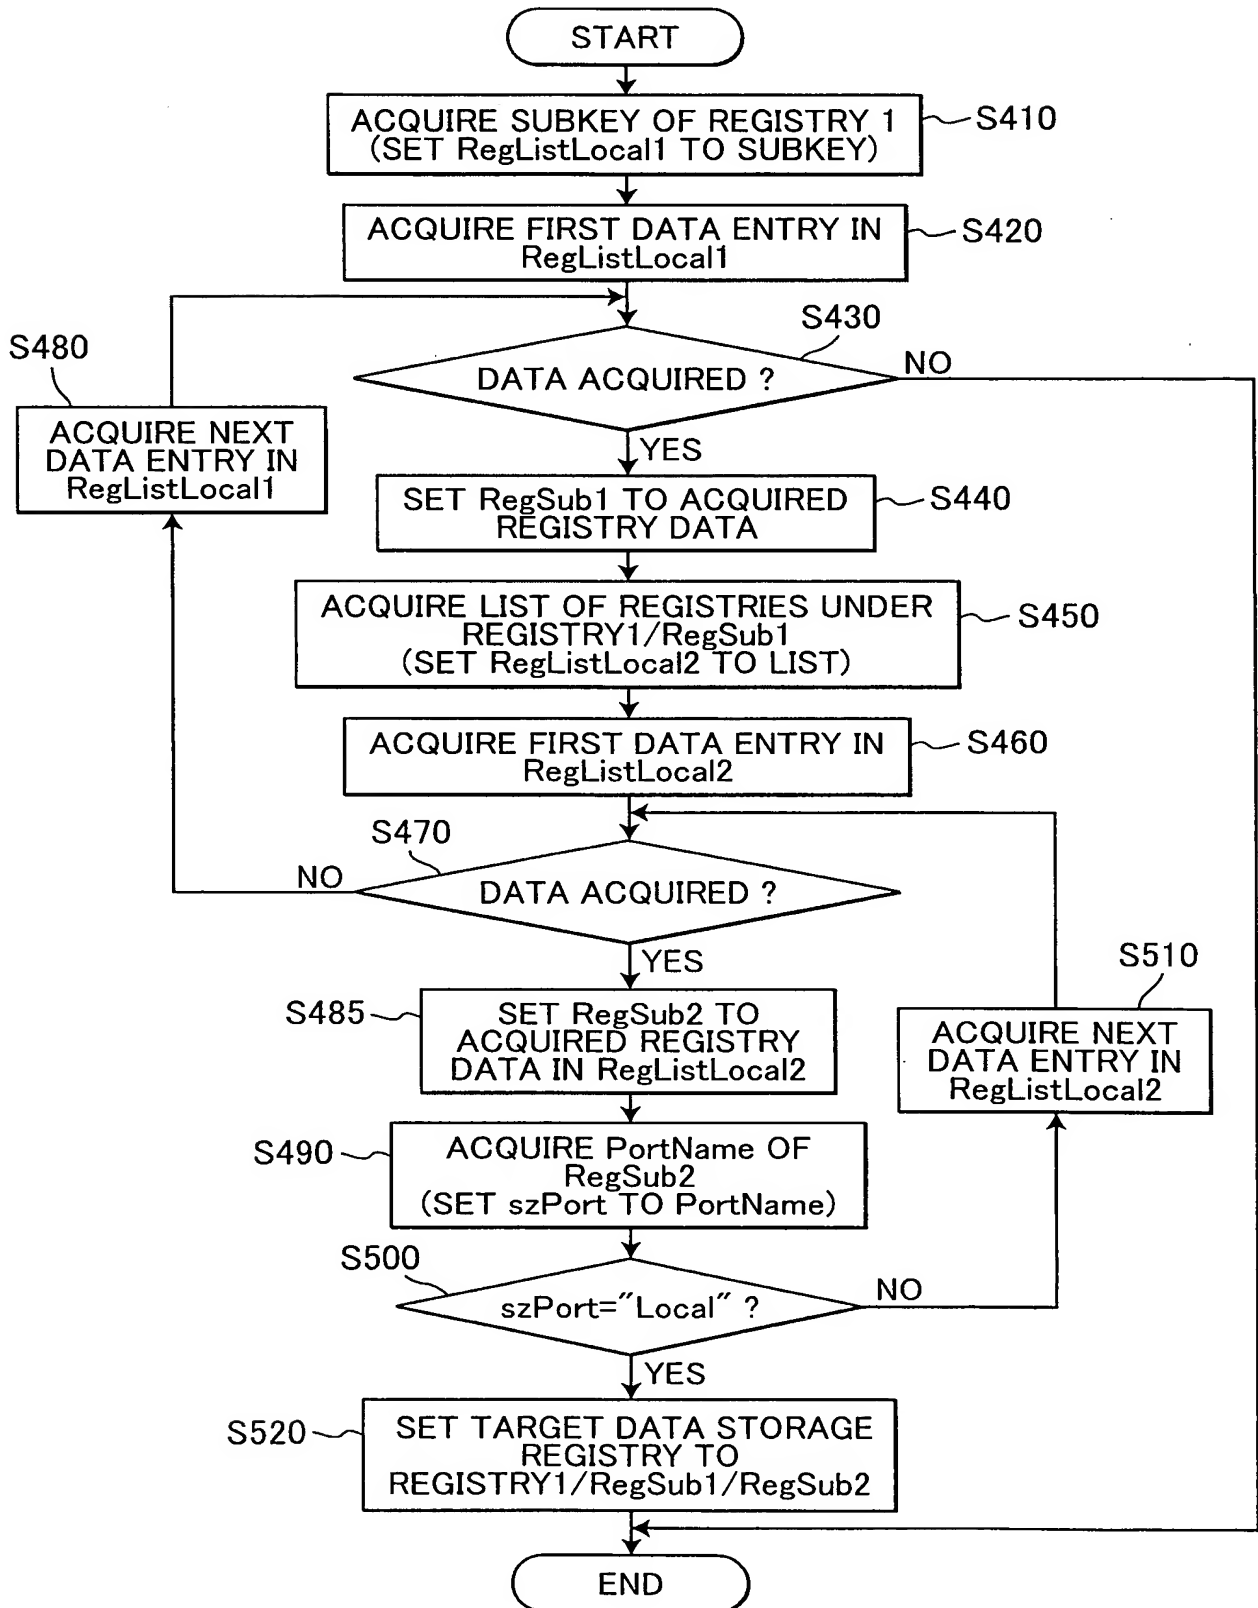 START
ACQUIRE SUBKEY OF REGISTRY 1
(SET RegListLocal1 TO SUBKEY)
S410
ACQUIRE FIRST DATA ENTRY IN
RegListLocal1
S420
S430
DATA ACQUIRED ?
NO
YES
S480
ACQUIRE NEXT
DATA ENTRY IN
RegListLocal1
SET RegSub1 TO ACQUIRED
REGISTRY DATA
S440
ACQUIRE LIST OF REGISTRIES UNDER
REGISTRY1/RegSub1
(SET RegListLocal2 TO LIST)
S450
ACQUIRE FIRST DATA ENTRY IN
RegListLocal2
S460
S470
DATA ACQUIRED ?
NO
YES
S485
SET RegSub2 TO
ACQUIRED REGISTRY
DATA IN RegListLocal2
S510
ACQUIRE NEXT
DATA ENTRY IN
RegListLocal2
S490
ACQUIRE PortName OF
RegSub2
(SET szPort TO PortName)
S500
szPort="Local" ?
NO
YES
S520
SET TARGET DATA STORAGE
REGISTRY TO
REGISTRY1/RegSub1/RegSub2
END